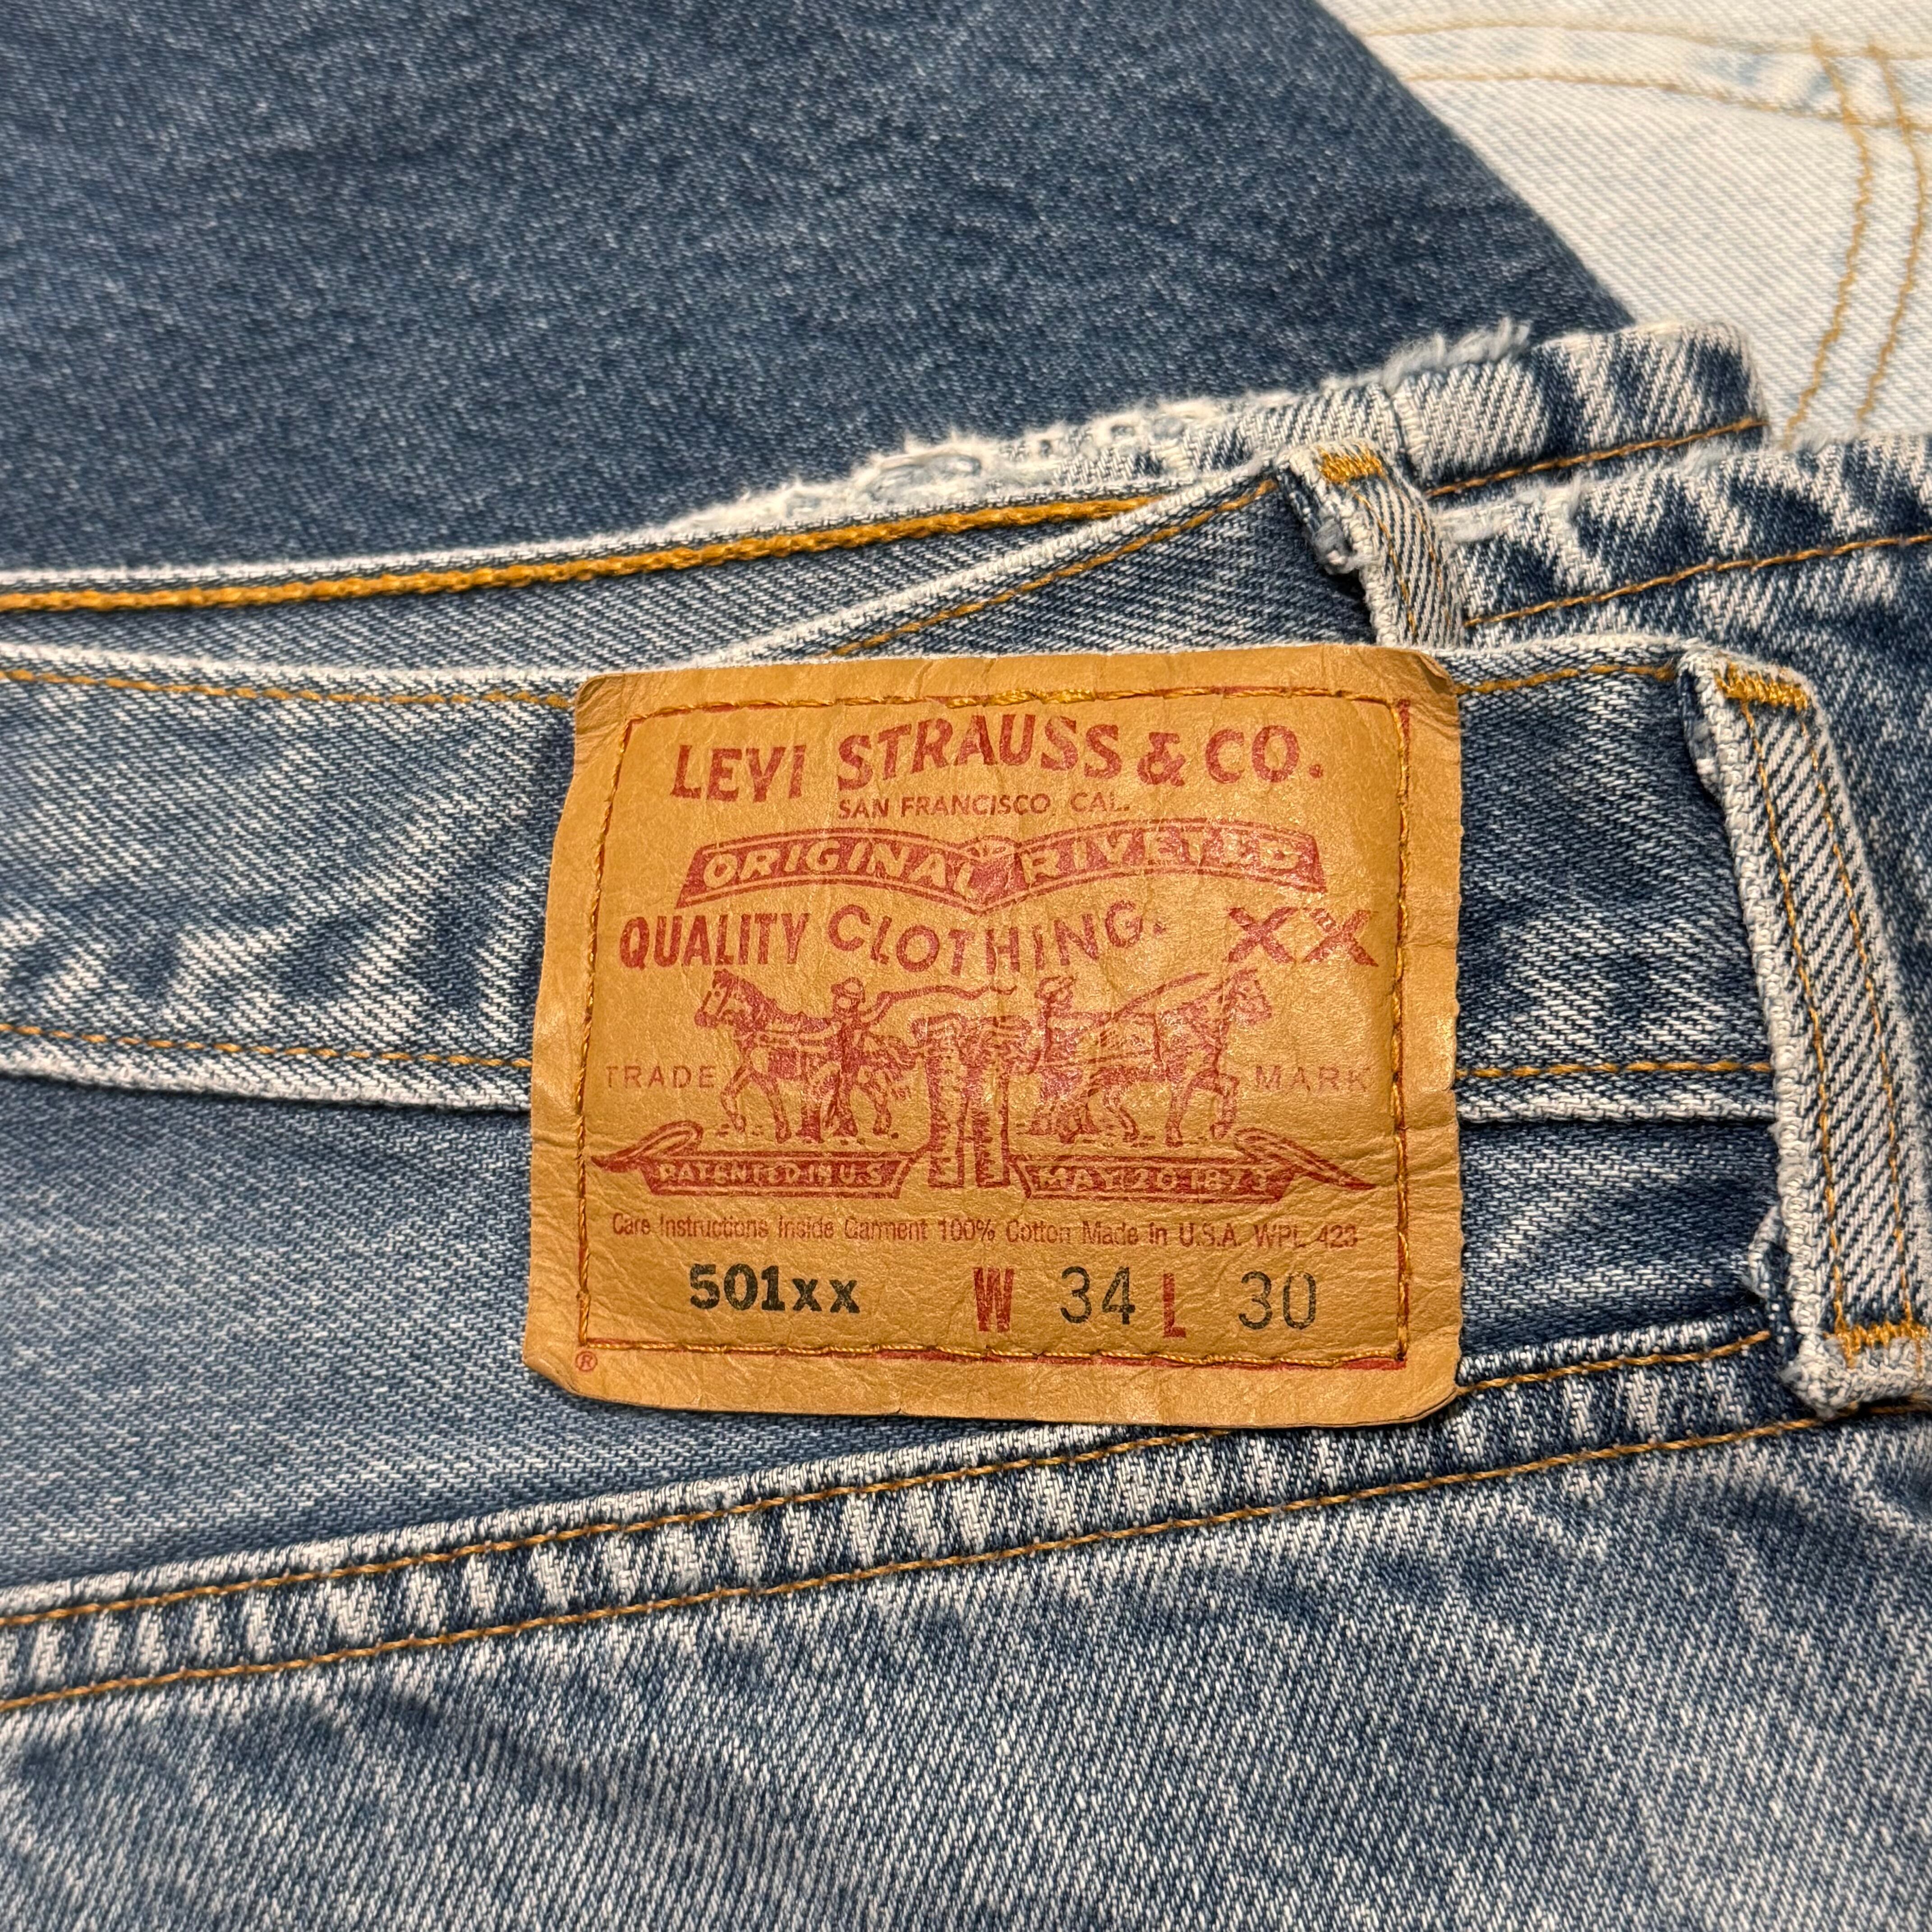 LEVI STRAUSS & CO.
SAN FRANCISCO, CAL.
ORIGINAL RIVETED
QUALITY CLOTHING. XX
TRADE MARK
PATENTED IN U.S. MAY 20 1873
Care Instructions Inside Garment 100% Cotton Made in U.S.A. WPL 423
501xx W 34 L 30
®